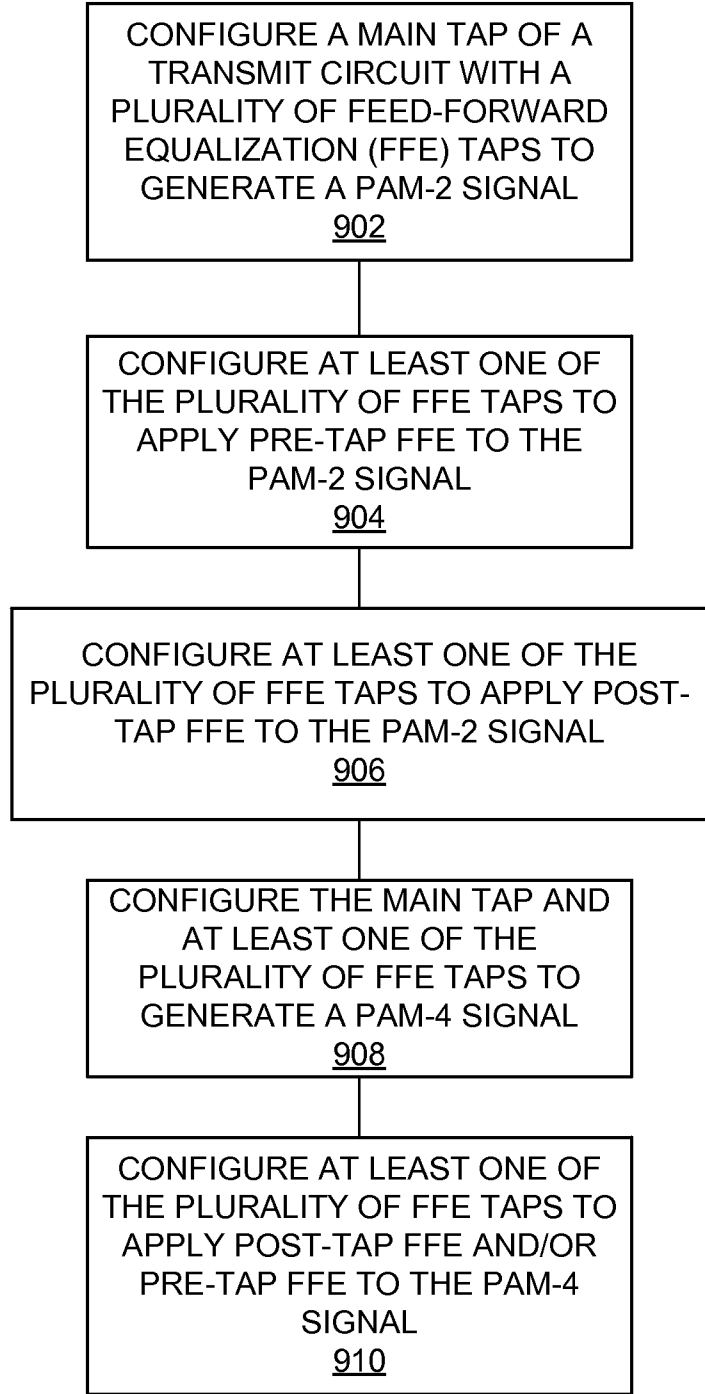 CONFIGURE A MAIN TAP OF A
TRANSMIT CIRCUIT WITH A
PLURALITY OF FEED-FORWARD
EQUALIZATION (FFE) TAPS TO
GENERATE A PAM-2 SIGNAL
902
CONFIGURE AT LEAST ONE OF
THE PLURALITY OF FFE TAPS TO
APPLY PRE-TAP FFE TO THE
PAM-2 SIGNAL
904
CONFIGURE AT LEAST ONE OF THE
PLURALITY OF FFE TAPS TO APPLY POST-
TAP FFE TO THE PAM-2 SIGNAL
906
CONFIGURE THE MAIN TAP AND
AT LEAST ONE OF THE
PLURALITY OF FFE TAPS TO
GENERATE A PAM-4 SIGNAL
908
CONFIGURE AT LEAST ONE OF
THE PLURALITY OF FFE TAPS TO
APPLY POST-TAP FFE AND/OR
PRE-TAP FFE TO THE PAM-4
SIGNAL
910